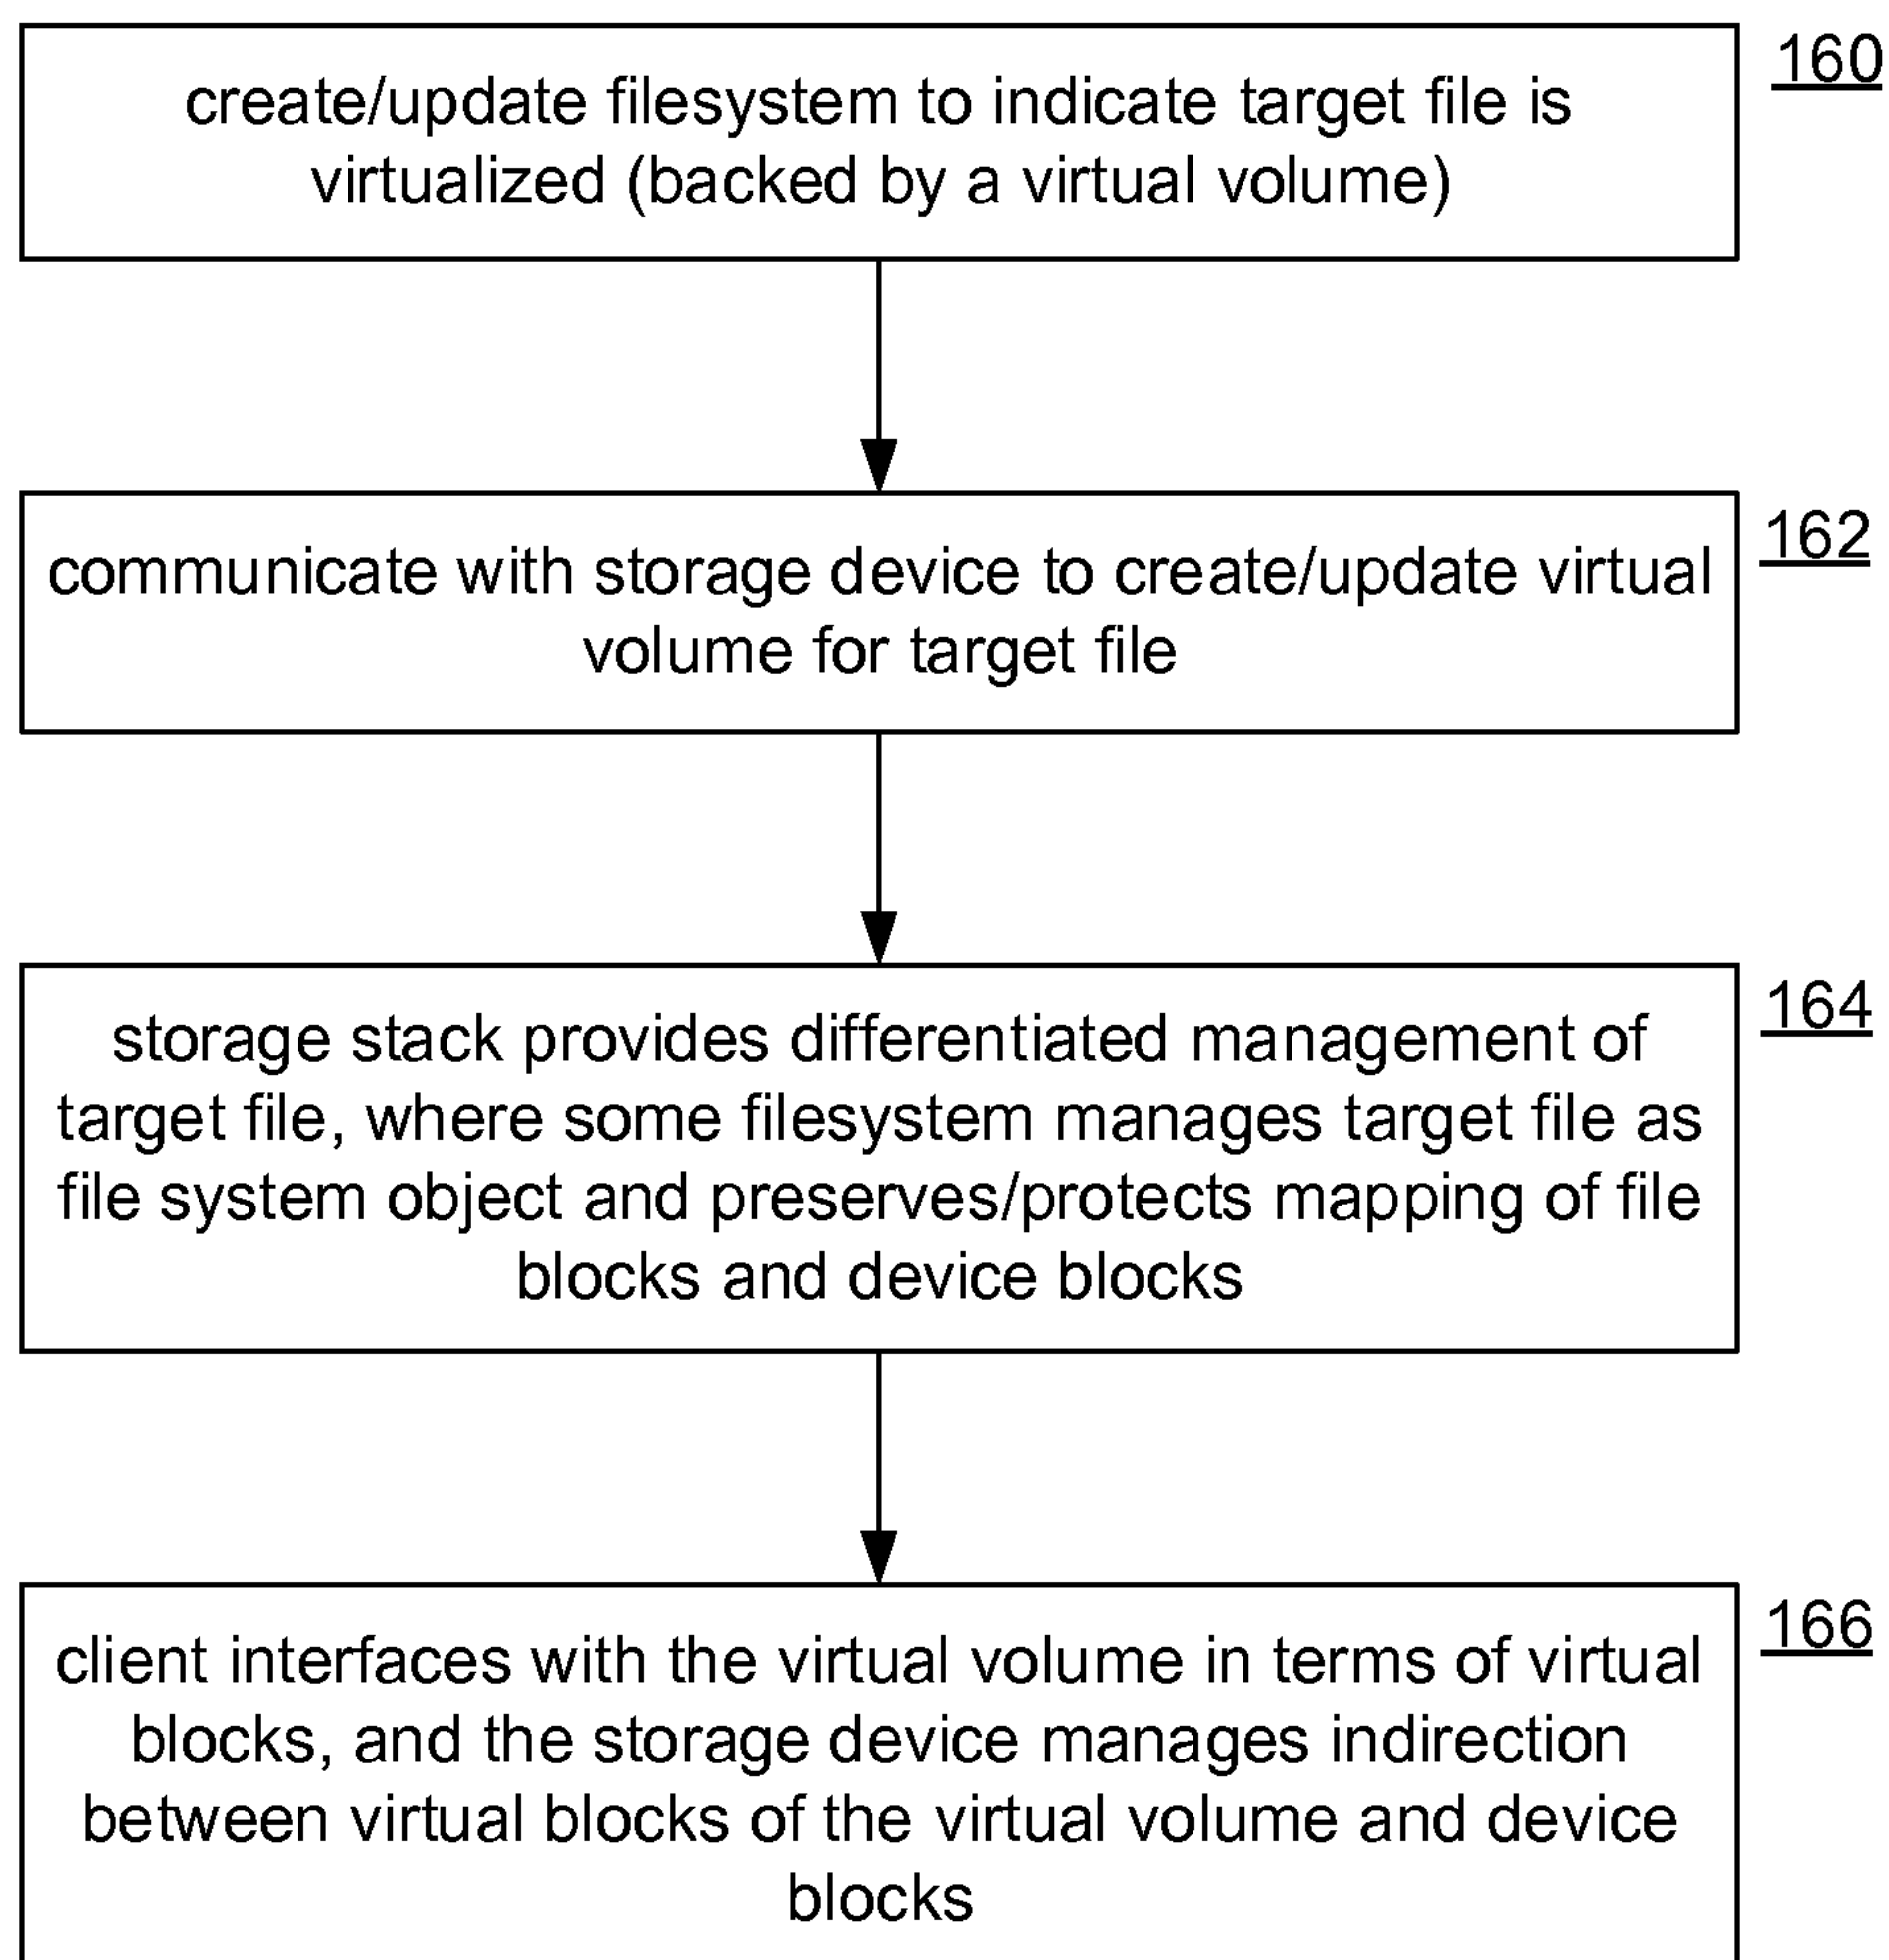 create/update filesystem to indicate target file is
virtualized (backed by a virtual volume)
160
communicate with storage device to create/update virtual
volume for target file
162
storage stack provides differentiated management of
target file, where some filesystem manages target file as
file system object and preserves/protects mapping of file
blocks and device blocks
164
client interfaces with the virtual volume in terms of virtual
blocks, and the storage device manages indirection
between virtual blocks of the virtual volume and device
blocks
166